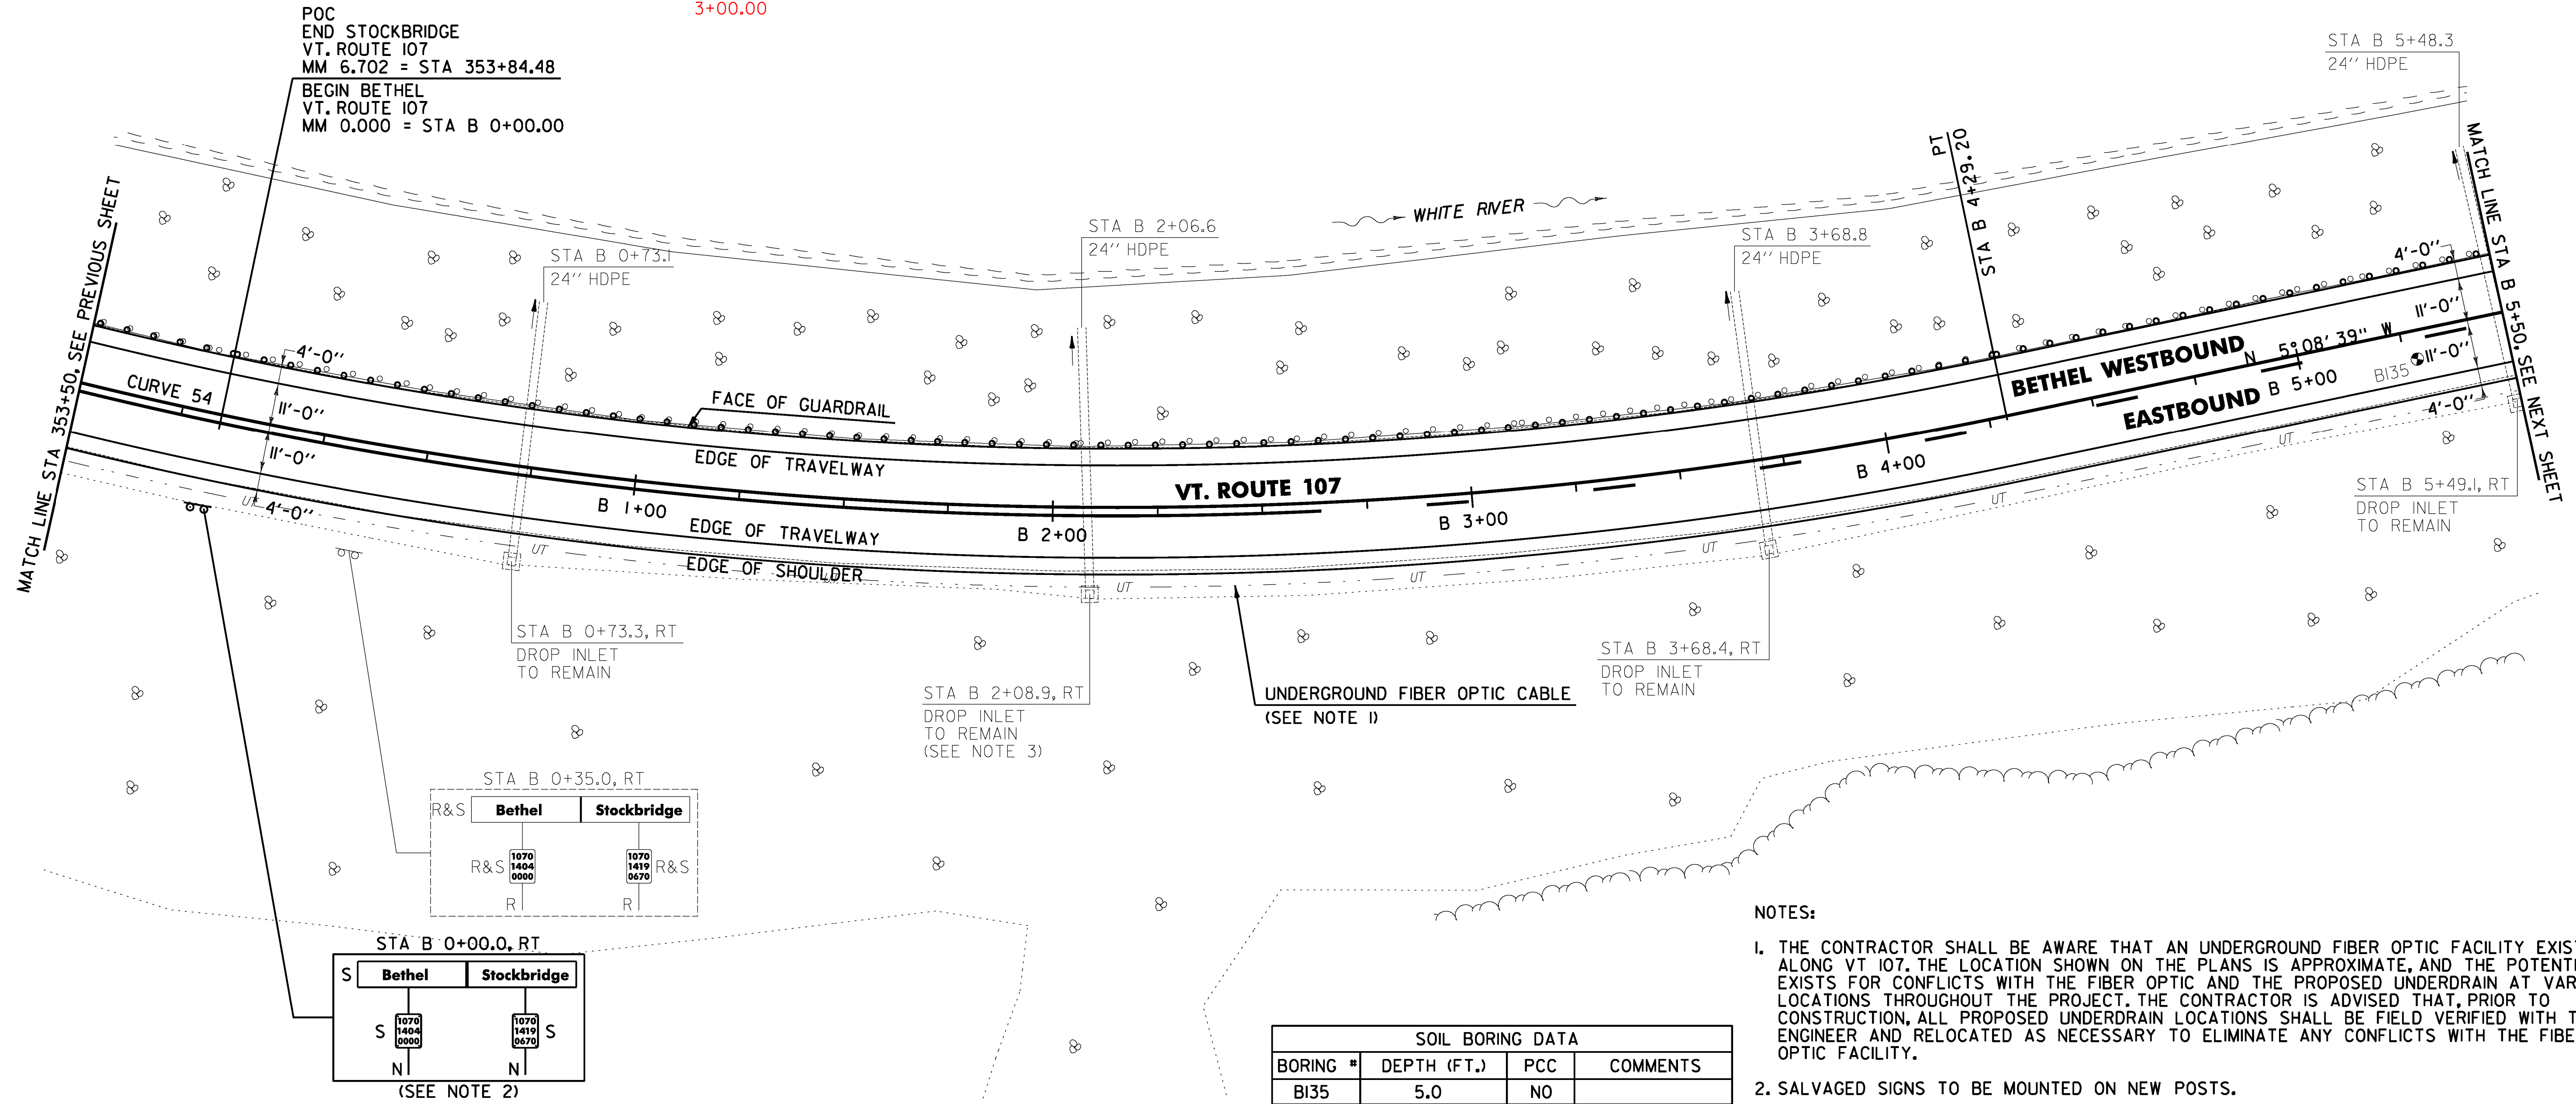 3+00.00
POC
END STOCKBRIDGE
VT. ROUTE 107
MM 6.702 = STA 353+84.48
BEGIN BETHEL
VT. ROUTE 107
MM 0.000 = STA B 0+00.00
STA B 5+48.3
24'' HDPE
MATCH LINE STA 353+50, SEE PREVIOUS SHEET
STA B 0+73.1
24'' HDPE
STA B 2+06.6
24'' HDPE
WHITE RIVER
STA B 3+68.8
24'' HDPE
PT
STA B 4+29.20
MATCH LINE STA B 5+50, SEE NEXT SHEET
4'-0''
11'-0''
11'-0''
4'-0''
CURVE 54
FACE OF GUARDRAIL
EDGE OF TRAVELWAY
VT. ROUTE 107
BETHEL WESTBOUND
EASTBOUND
N 5° 08' 39'' W
4'-0''
11'-0''
11'-0''
4'-0''
B135
B 1+00
B 2+00
B 3+00
B 4+00
B 5+00
EDGE OF TRAVELWAY
EDGE OF SHOULDER
UT
UT
UT
UT
UT
UT
UT
UT
STA B 0+73.3, RT
DROP INLET
TO REMAIN
STA B 2+08.9, RT
DROP INLET
TO REMAIN
(SEE NOTE 3)
UNDERGROUND FIBER OPTIC CABLE
(SEE NOTE 1)
STA B 3+68.4, RT
DROP INLET
TO REMAIN
STA B 5+49.1, RT
DROP INLET
TO REMAIN
STA B 0+35.0, RT
R&S Bethel Stockbridge
R&S 1070 1070 R&S
1404 1419
0000 0670
R R
STA B 0+00.0, RT
S Bethel Stockbridge
S 1070 1070 S
1404 1419
0000 0670
N N
(SEE NOTE 2)
SOIL BORING DATA
BORING # DEPTH (FT.) PCC COMMENTS
B135 5.0 NO
NOTES:
1. THE CONTRACTOR SHALL BE AWARE THAT AN UNDERGROUND FIBER OPTIC FACILITY EXIS
ALONG VT 107. THE LOCATION SHOWN ON THE PLANS IS APPROXIMATE, AND THE POTENT
EXISTS FOR CONFLICTS WITH THE FIBER OPTIC AND THE PROPOSED UNDERDRAIN AT VAR
LOCATIONS THROUGHOUT THE PROJECT. THE CONTRACTOR IS ADVISED THAT, PRIOR TO
CONSTRUCTION, ALL PROPOSED UNDERDRAIN LOCATIONS SHALL BE FIELD VERIFIED WITH T
ENGINEER AND RELOCATED AS NECESSARY TO ELIMINATE ANY CONFLICTS WITH THE FIBE
OPTIC FACILITY.
2. SALVAGED SIGNS TO BE MOUNTED ON NEW POSTS.